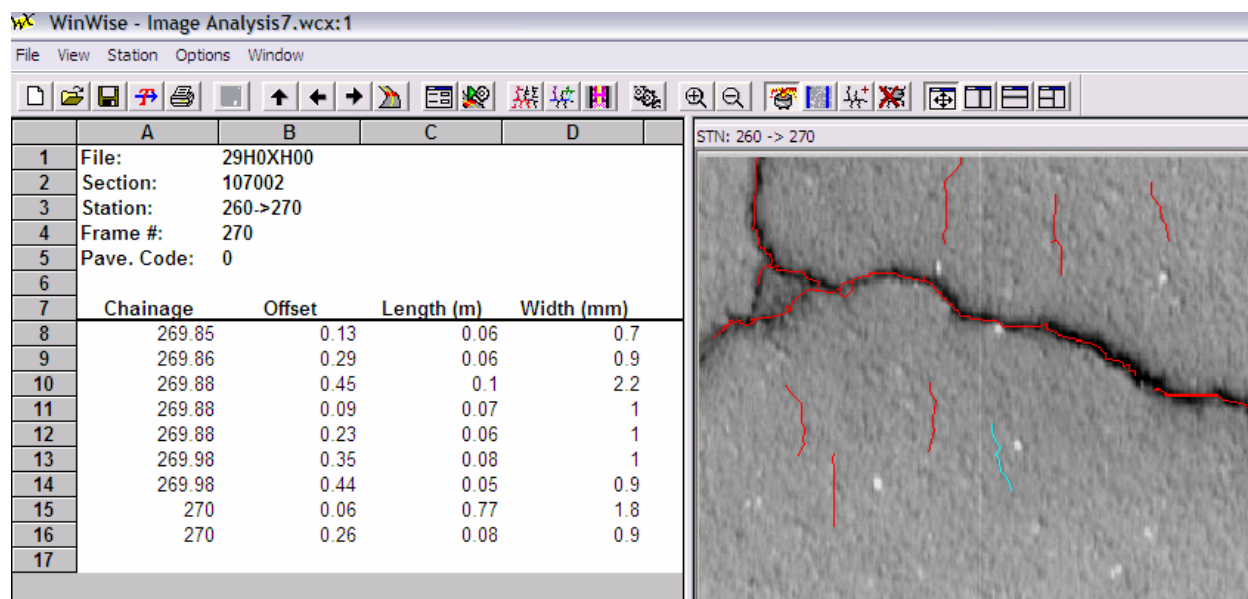 WinWise - Image Analysis7.wcx:1
File View Station Options Window
A B C D
STN: 260 -> 270
1 File: 29H0XH00
2 Section: 107002
3 Station: 260->270
4 Frame #: 270
5 Pave. Code: 0
6
7 Chainage Offset Length (m) Width (mm)
8 269.85 0.13 0.06 0.7
9 269.86 0.29 0.06 0.9
10 269.88 0.45 0.1 2.2
11 269.88 0.09 0.07 1
12 269.88 0.23 0.06 1
13 269.98 0.35 0.08 1
14 269.98 0.44 0.05 0.9
15 270 0.06 0.77 1.8
16 270 0.26 0.08 0.9
17